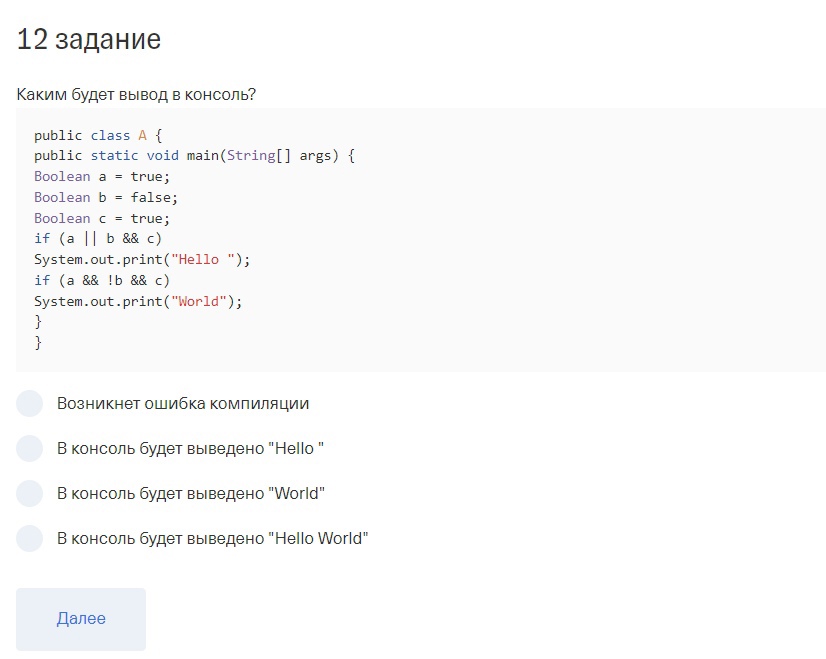 12 задание
Каким будет вывод в консоль?
public class A {
public static void main(String[] args) {
Boolean a = true;
Boolean b = false;
Boolean c = true;
if (a || b && c)
System.out.print("Hello ");
if (a && !b && c)
System.out.print("World");
}
}
Возникнет ошибка компиляции
В консоль будет выведено "Hello "
В консоль будет выведено "World"
В консоль будет выведено "Hello World"
Далее